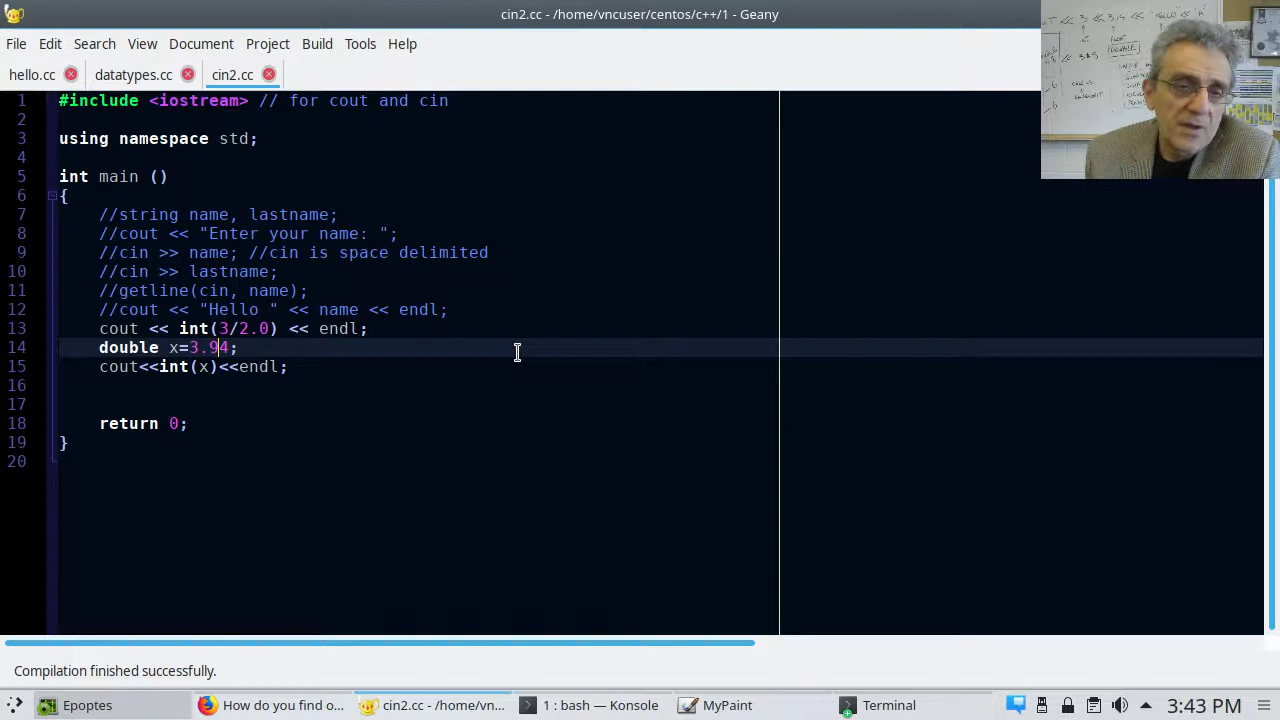 cin2.cc - /home/vncuser/centos/c++/1 - Geany
File Edit Search View Document Project Build Tools Help
hello.cc datatypes.cc cin2.cc
1 #include <iostream> // for cout and cin
2
3 using namespace std;
4
5 int main ()
6 {
7 //string name, lastname;
8 //cout << "Enter your name: ";
9 //cin >> name; //cin is space delimited
10 //cin >> lastname;
11 //getline(cin, name);
12 //cout << "Hello " << name << endl;
13 cout << int(3/2.0) << endl;
14 double x=3.94;
15 cout<<int(x)<<endl;
16
17
18 return 0;
19 }
20
Compilation finished successfully.
Epoptes How do you find o... cin2.cc - /home/vn... 1 : bash — Konsole MyPaint Terminal 3:43 PM